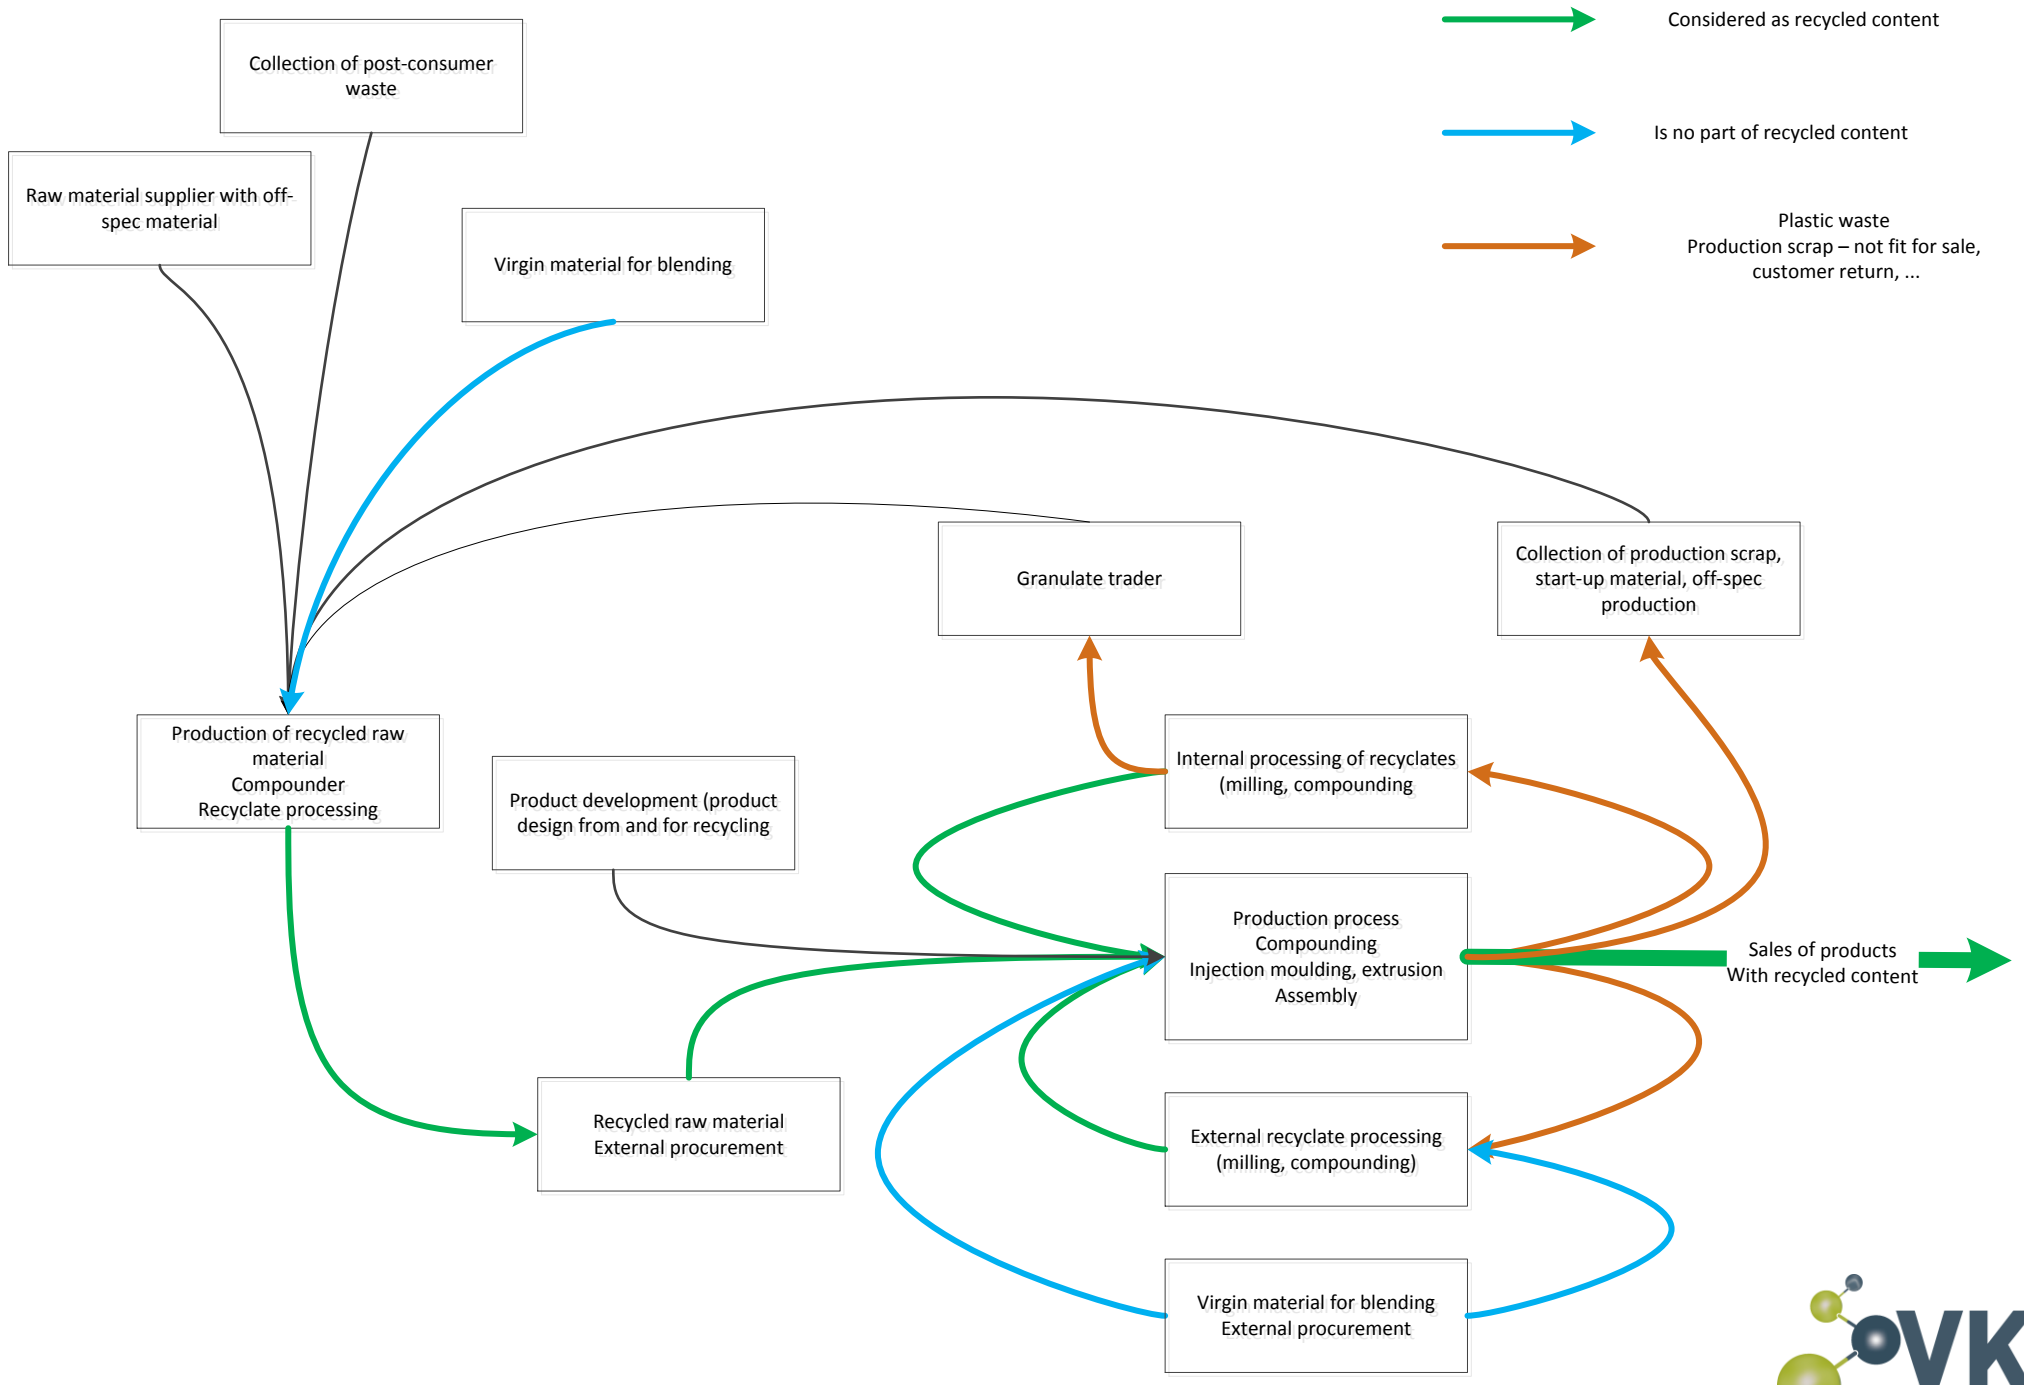 Considered as recycled content
Collection of post-consumer
waste
Is no part of recycled content
Raw material supplier with off-
spec material
Plastic waste
Production scrap – not fit for sale,
customer return, ...
Virgin material for blending
Granulate trader
Collection of production scrap,
start-up material, off-spec
production
Production of recycled raw
material
Compounder
Recyclate processing
Product development (product
design from and for recycling
Internal processing of recyclates
(milling, compounding
Production process
Compounding
Injection moulding, extrusion
Assembly
Sales of products
With recycled content
Recycled raw material
External procurement
External recyclate processing
(milling, compounding)
Virgin material for blending
External procurement
VK